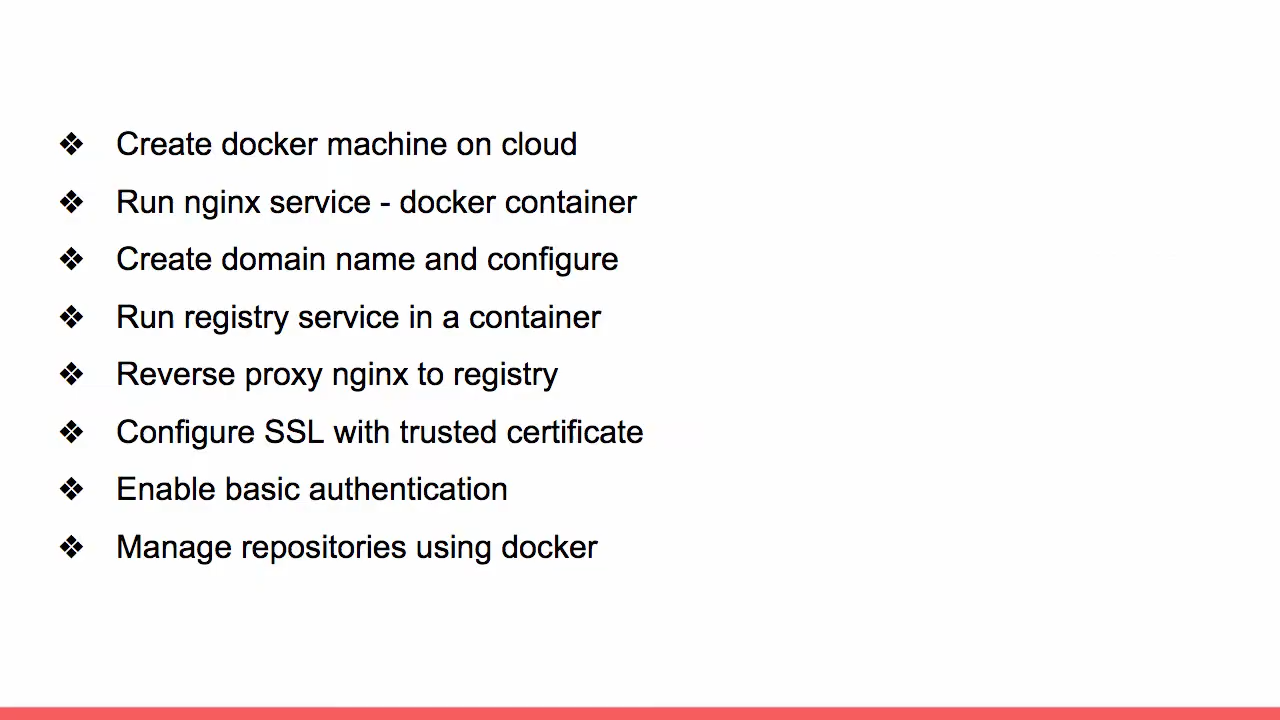 ❖ Create docker machine on cloud
❖ Run nginx service - docker container
❖ Create domain name and configure
❖ Run registry service in a container
❖ Reverse proxy nginx to registry
❖ Configure SSL with trusted certificate
❖ Enable basic authentication
❖ Manage repositories using docker